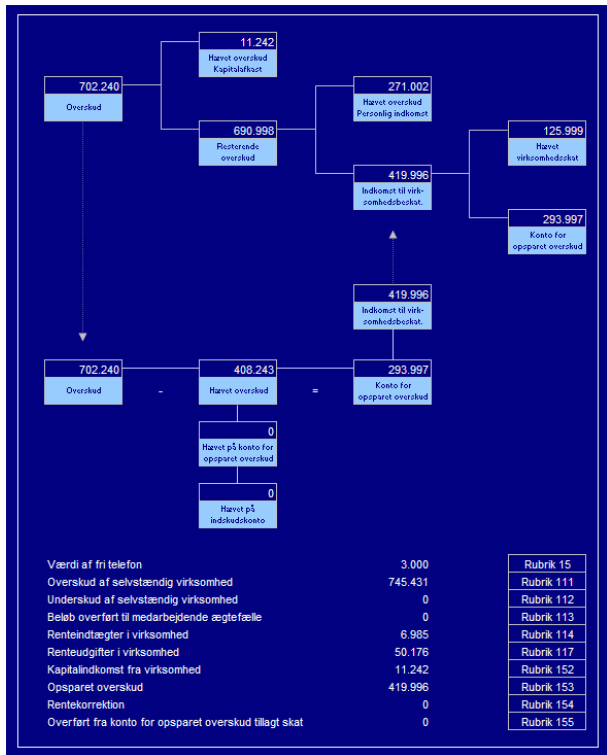 11.242
Hævet overskud
Kapitalafkast
702.240
Overskud
271.002
Hævet overskud
Personlig indkomst
690.998
Resterende
overskud
125.999
Hævet
virksomhedsskat
419.996
Indkomst til virk-
somhedsbeskat.
293.997
Konto for
opsparet overskud
419.996
Indkomst til virk-
somhedsbeskat.
702.240
Overskud
-
408.243
Hævet overskud
=
293.997
Konto for
opsparet overskud
0
Hævet på konto for
opsparet overskud
0
Hævet på
indskudskonto
Værdi af fri telefon 3.000 Rubrik 15
Overskud af selvstændig virksomhed 745.431 Rubrik 111
Underskud af selvstændig virksomhed 0 Rubrik 112
Beløb overført til medarbejdende ægtefælle 0 Rubrik 113
Renteindtægter i virksomhed 6.985 Rubrik 114
Renteudgifter i virksomhed 50.176 Rubrik 117
Kapitalindkomst fra virksomhed 11.242 Rubrik 152
Opsparet overskud 419.996 Rubrik 153
Rentekorrektion 0 Rubrik 154
Overført fra konto for opsparet overskud tillagt skat 0 Rubrik 155